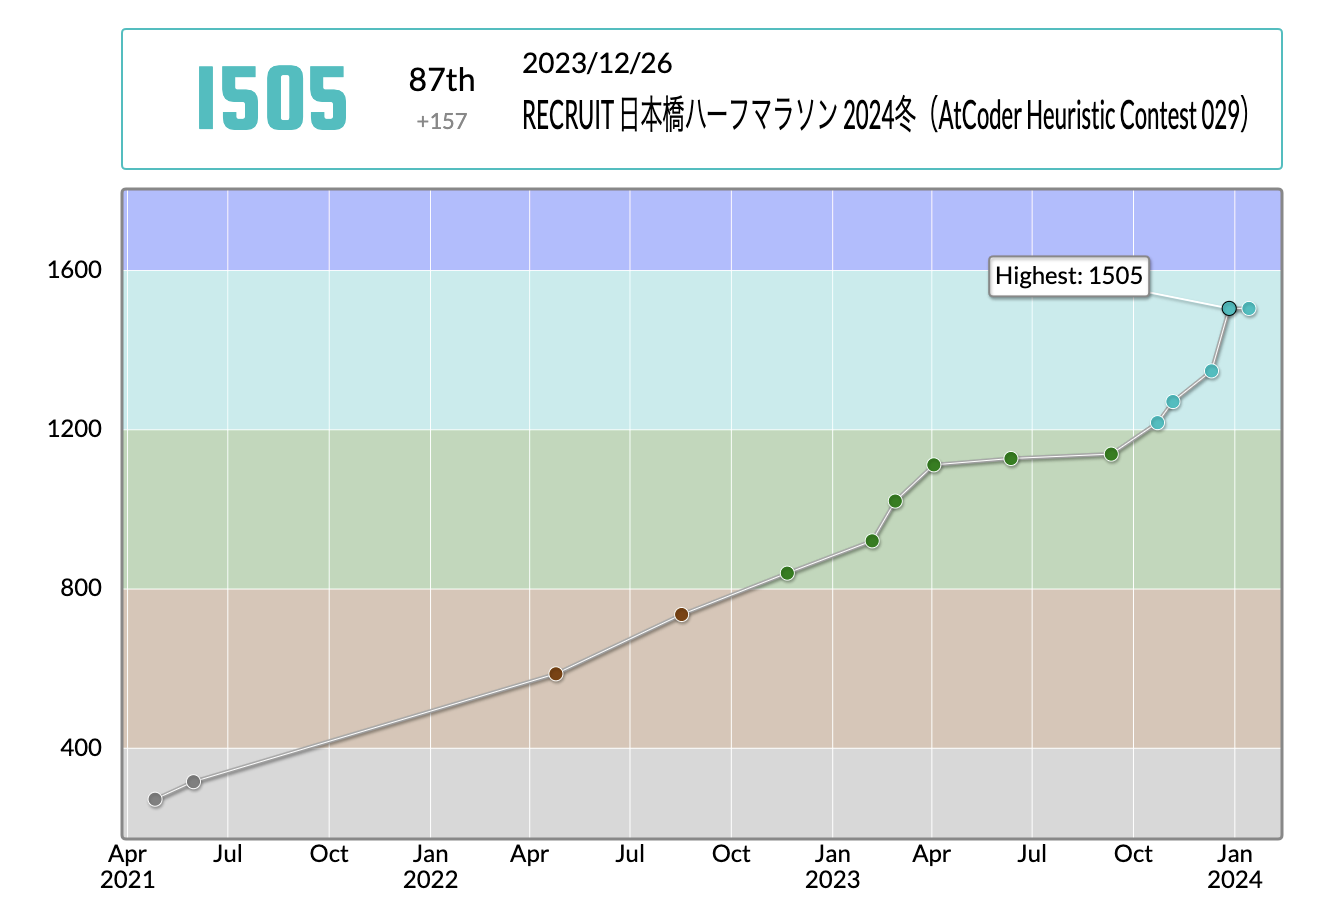 1505
87th
+157
2023/12/26
RECRUIT 日本橋ハーフマラソン 2024冬（AtCoder Heuristic Contest 029）
1600
Highest: 1505
1200
800
400
Apr Jul Oct Jan Apr Jul Oct Jan Apr Jul Oct Jan
2021 2022 2023 2024